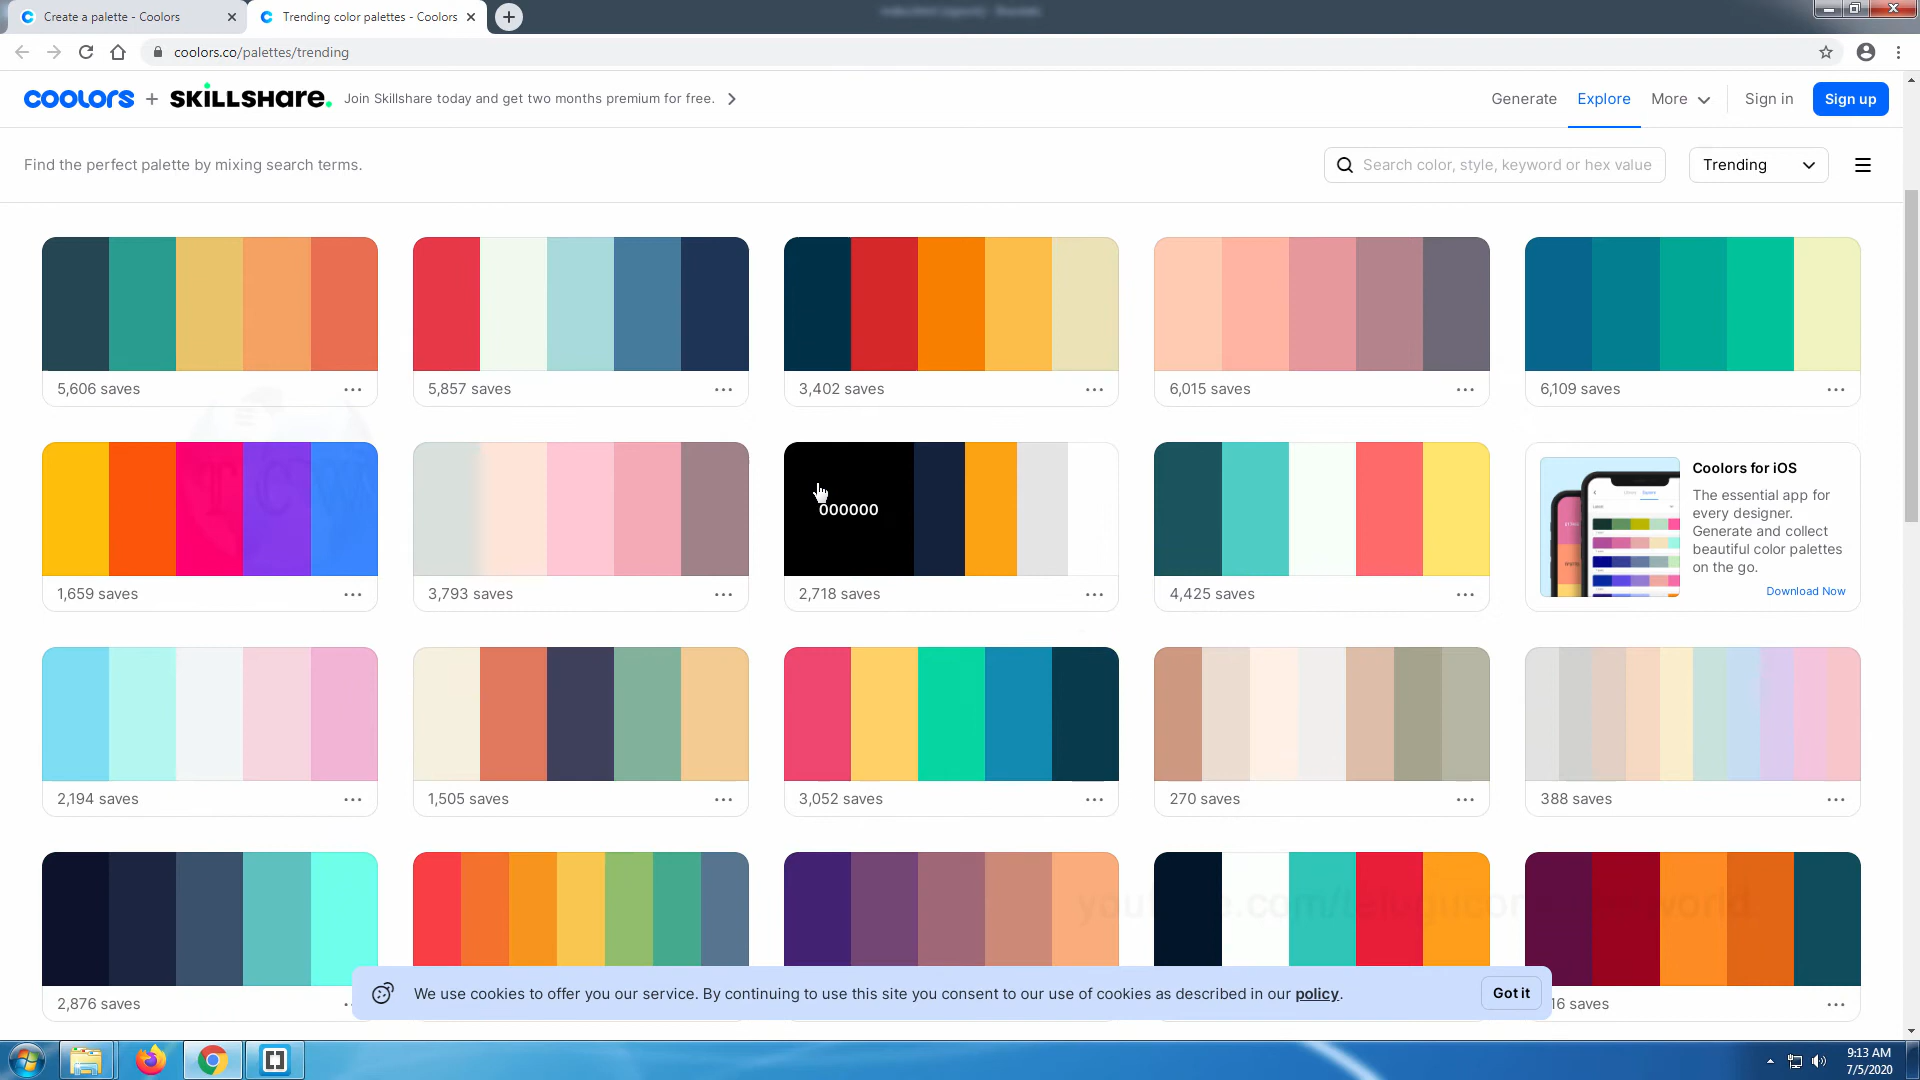 Create a palette - Coolors
Trending color palettes - Coolors
coolors.co/palettes/trending
coolors + SKILLSHARE. Join Skillshare today and get two months premium for free.
Generate Explore More Sign in Sign up
Find the perfect palette by mixing search terms.
Search color, style, keyword or hex value
Trending
5,606 saves
5,857 saves
3,402 saves
6,015 saves
6,109 saves
TCW
000000
1,659 saves
3,793 saves
2,718 saves
4,425 saves
Coolors for iOS
The essential app for
every designer.
Generate and collect
beautiful color palettes
on the go.
Download Now
2,194 saves
1,505 saves
3,052 saves
270 saves
388 saves
2,876 saves
16 saves
We use cookies to offer you our service. By continuing to use this site you consent to our use of cookies as described in our policy.
Got it
9:13 AM
7/5/2020